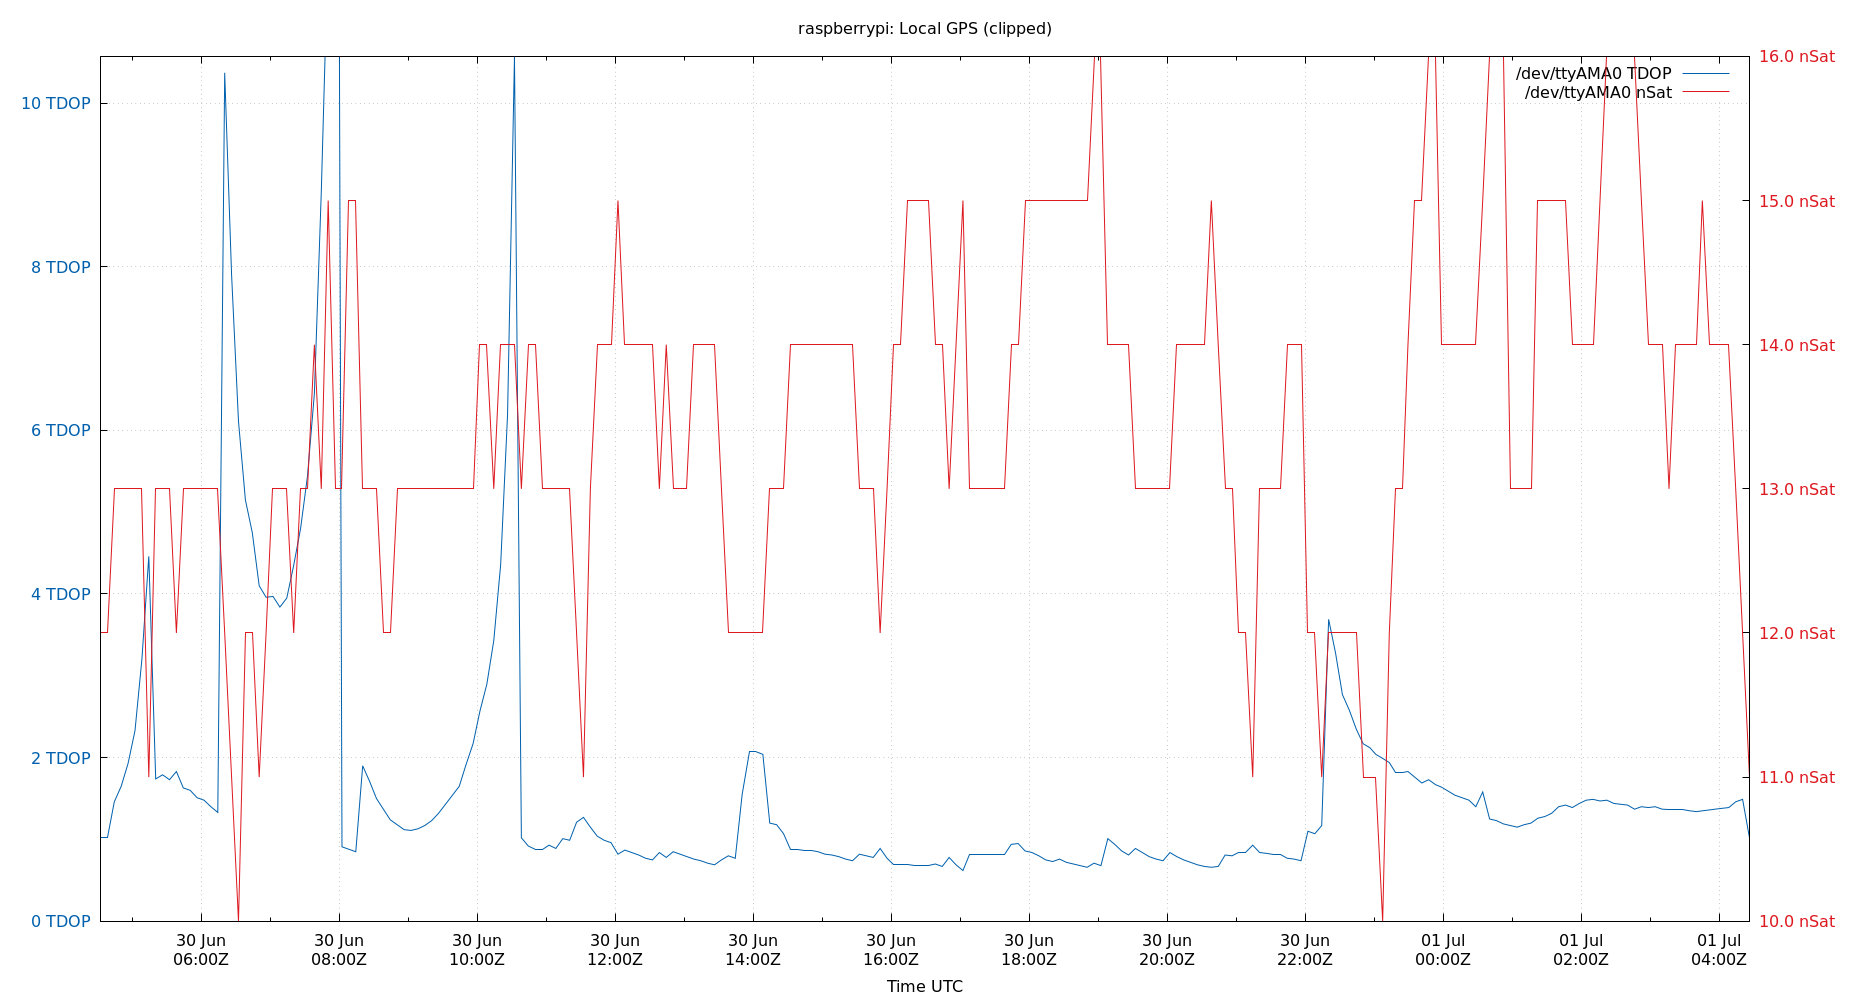 raspberrypi: Local GPS (clipped)
/dev/ttyAMA0 TDOP
/dev/ttyAMA0 nSat
10 TDOP
8 TDOP
6 TDOP
4 TDOP
2 TDOP
0 TDOP
16.0 nSat
15.0 nSat
14.0 nSat
13.0 nSat
12.0 nSat
11.0 nSat
10.0 nSat
30 Jun
06:00Z
30 Jun
08:00Z
30 Jun
10:00Z
30 Jun
12:00Z
30 Jun
14:00Z
30 Jun
16:00Z
30 Jun
18:00Z
30 Jun
20:00Z
30 Jun
22:00Z
01 Jul
00:00Z
01 Jul
02:00Z
01 Jul
04:00Z
Time UTC